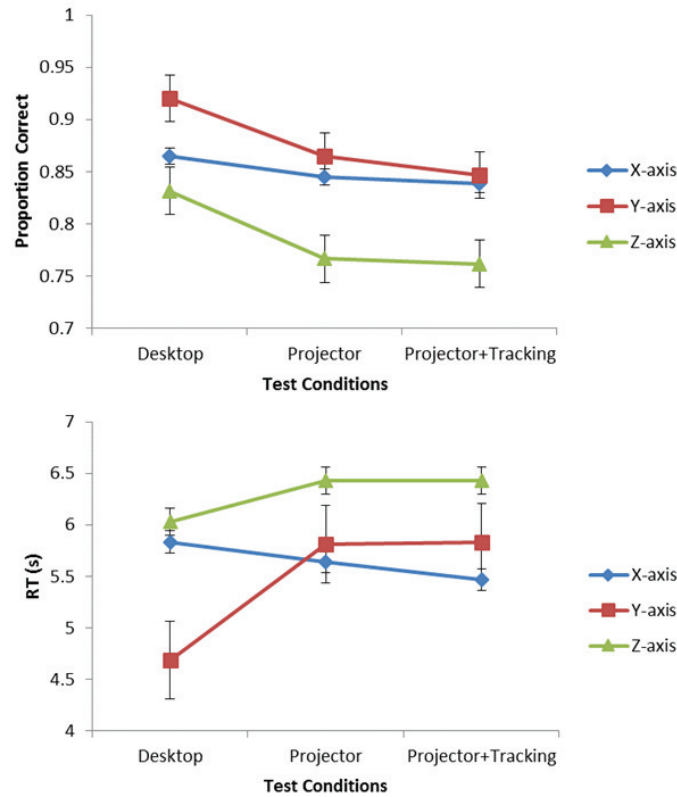 1
0.95
0.9
0.85
0.8
0.75
0.7
Proportion Correct
Desktop Projector Projector+Tracking
Test Conditions
X-axis
Y-axis
Z-axis
7
6.5
6
5.5
5
4.5
4
RT (s)
Desktop Projector Projector+Tracking
Test Conditions
X-axis
Y-axis
Z-axis